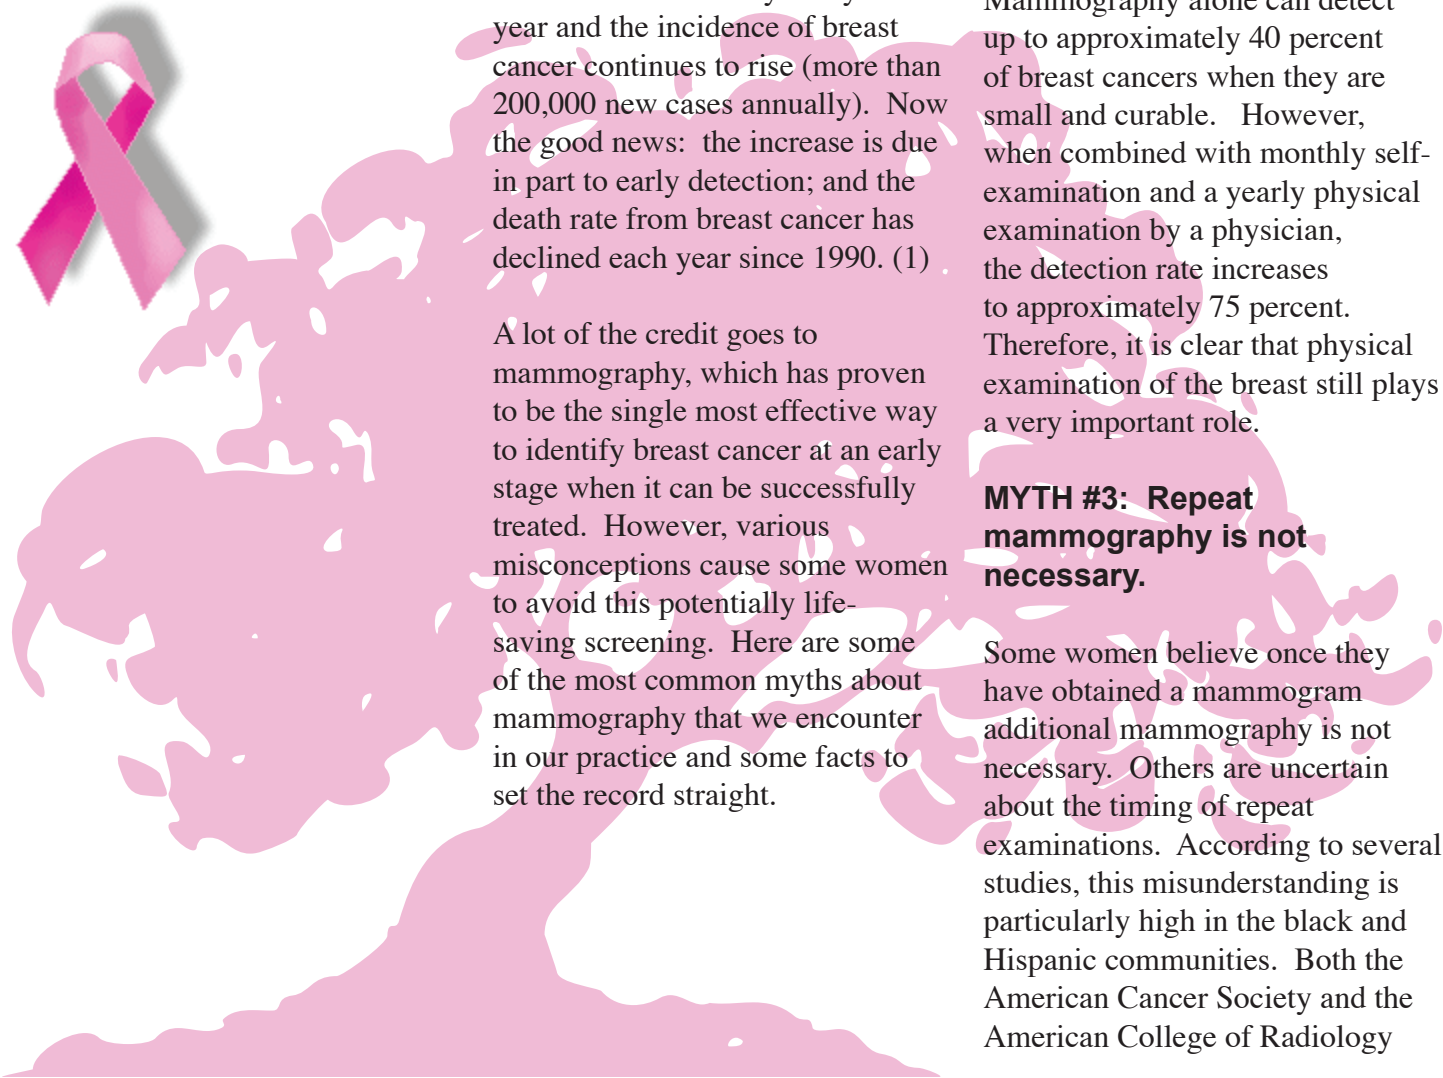 year and the incidence of breast
cancer continues to rise (more than
200,000 new cases annually).  Now
the good news:  the increase is due
in part to early detection; and the
death rate from breast cancer has
declined each year since 1990. (1)
A lot of the credit goes to
mammography, which has proven
to be the single most effective way
to identify breast cancer at an early
stage when it can be successfully
treated.  However, various
misconceptions cause some women
to avoid this potentially life-
saving screening.  Here are some
of the most common myths about
mammography that we encounter
in our practice and some facts to
set the record straight.
Mammography alone can detect
up to approximately 40 percent
of breast cancers when they are
small and curable.   However,
when combined with monthly self-
examination and a yearly physical
examination by a physician,
the detection rate increases
to approximately 75 percent.
Therefore, it is clear that physical
examination of the breast still plays
a very important role.
MYTH #3:  Repeat
mammography is not
necessary.
Some women believe once they
have obtained a mammogram
additional mammography is not
necessary.  Others are uncertain
about the timing of repeat
examinations.  According to several
studies, this misunderstanding is
particularly high in the black and
Hispanic communities.  Both the
American Cancer Society and the
American College of Radiology